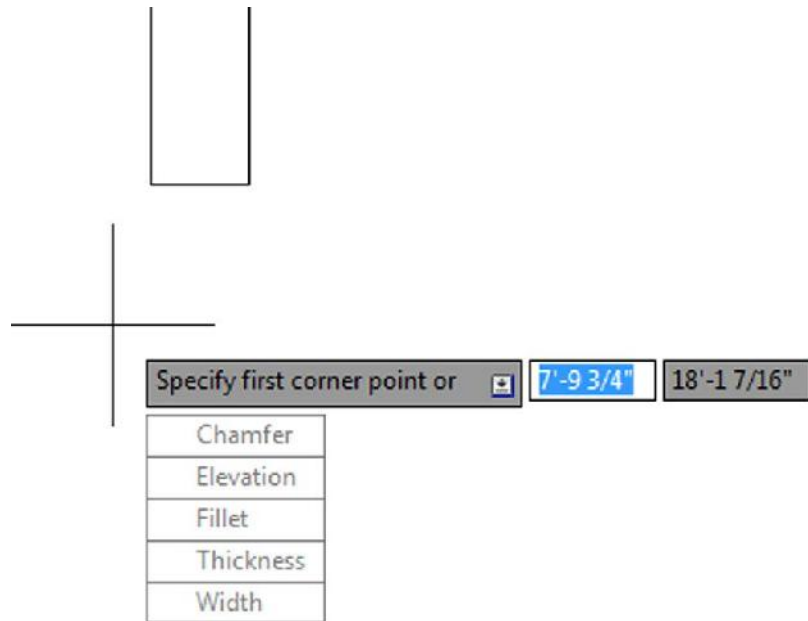 Specify first corner point or 7'-9 3/4" 18'-1 7/16"
Chamfer
Elevation
Fillet
Thickness
Width